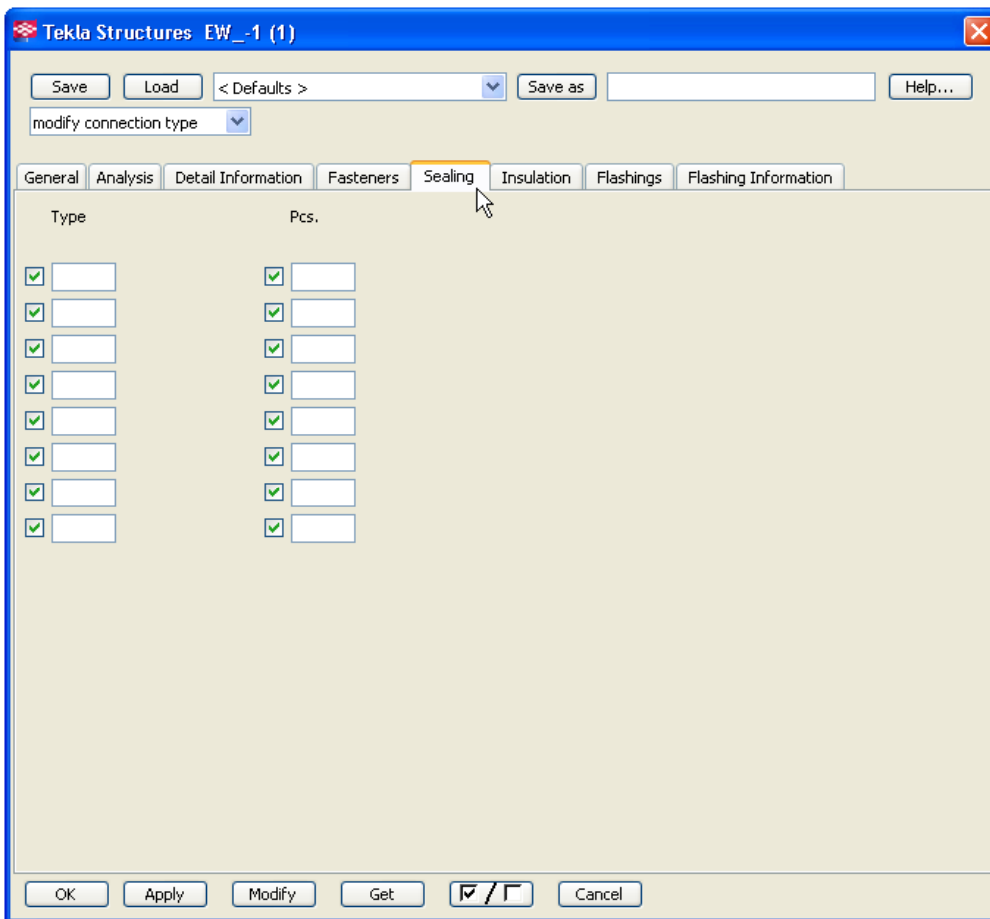 Tekla Structures EW_-1 (1)
Save Load < Defaults > Save as Help...
modify connection type
General Analysis Detail Information Fasteners Sealing Insulation Flashings Flashing Information
Type Pcs.
OK Apply Modify Get / Cancel